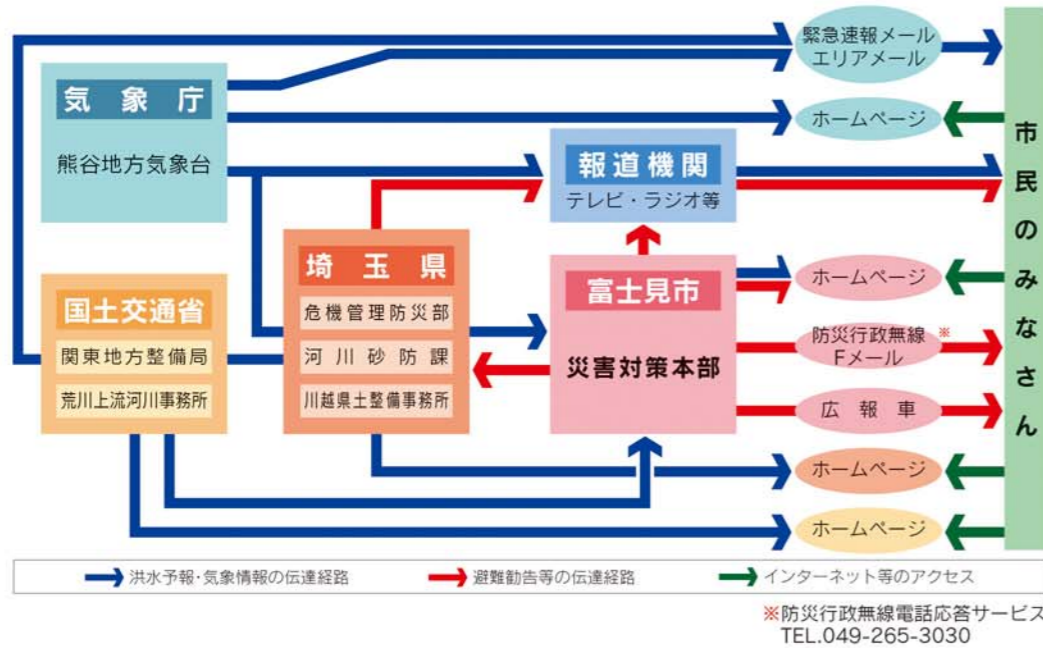 緊急速報メール
エリアメール
気象庁
熊谷地方気象台
ホームページ
報道機関
テレビ・ラジオ等
国土交通省
関東地方整備局
荒川上流河川事務所
埼玉県
危機管理防災部
河川砂防課
川越県土整備事務所
富士見市
災害対策本部
ホームページ
防災行政無線 ※
Fメール
広報車
ホームページ
ホームページ
市民のみなさん
洪水予報・気象情報の伝達経路
避難勧告等の伝達経路
インターネット等のアクセス
※防災行政無線電話応答サービス
TEL.049-265-3030